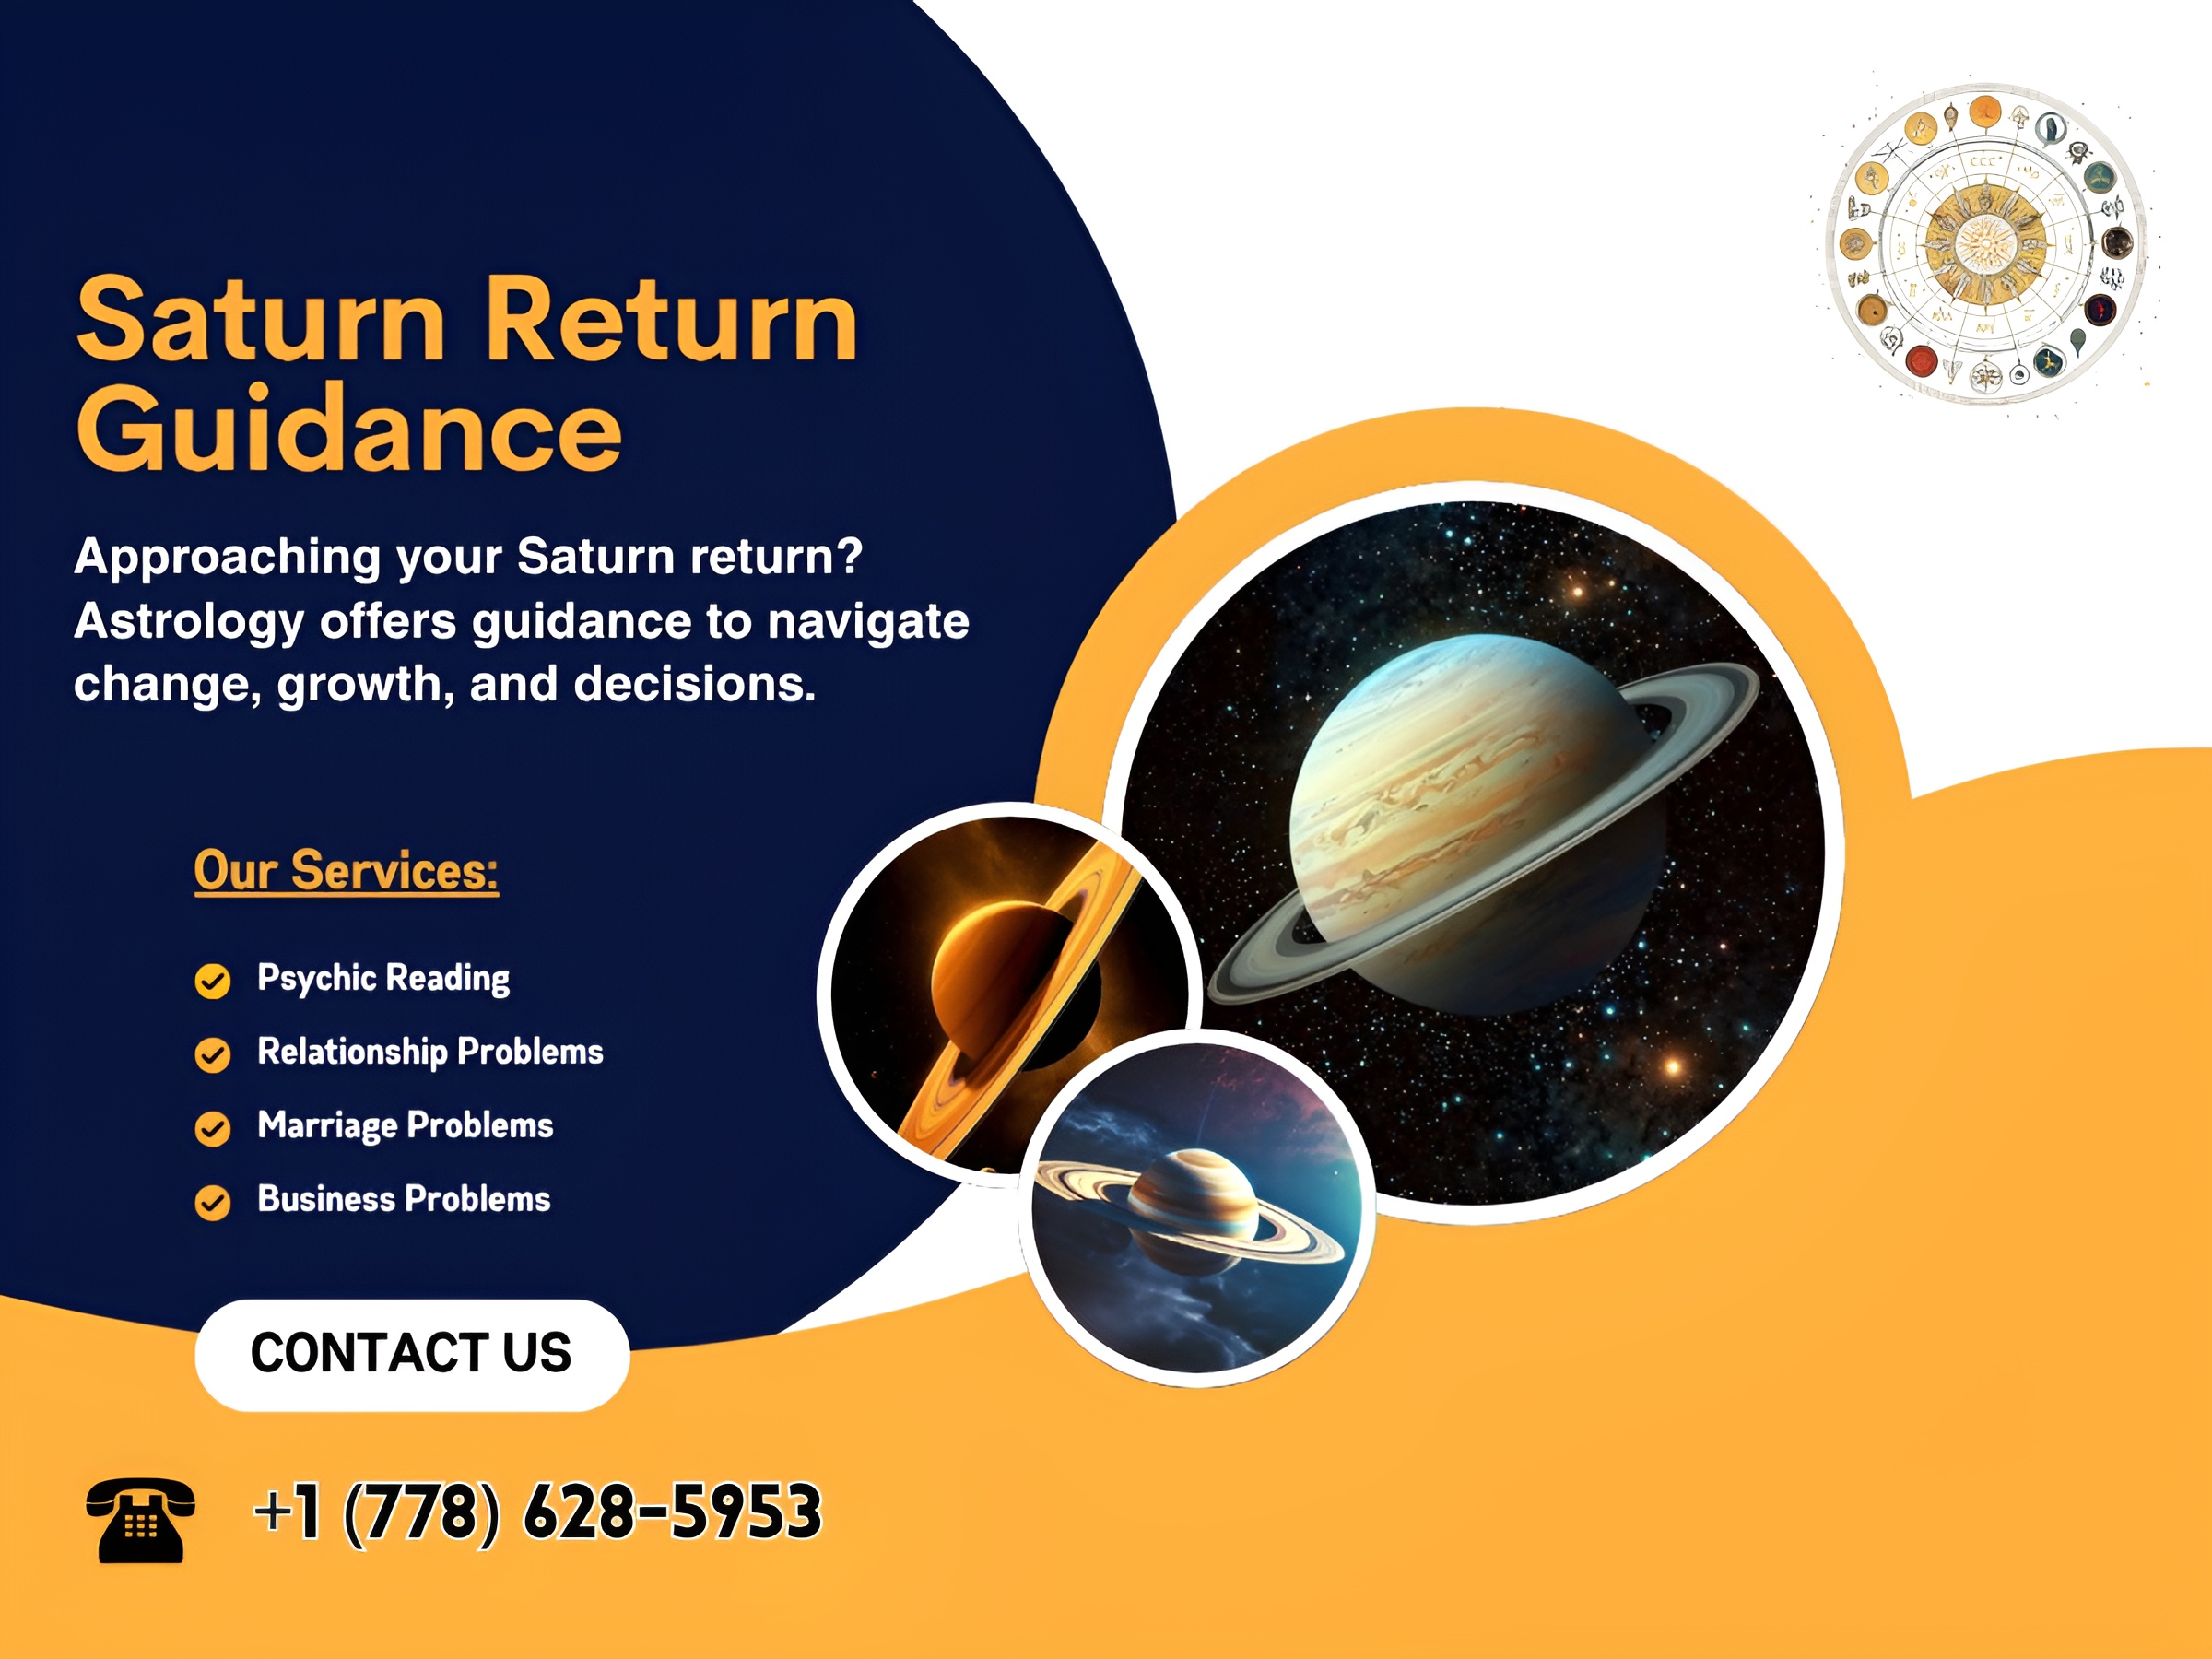 Saturn Return
Guidance
Approaching your Saturn return?
Astrology offers guidance to navigate
change, growth, and decisions.
Our Services:
Psychic Reading
Relationship Problems
Marriage Problems
Business Problems
CONTACT US
+1 (778) 628-5953